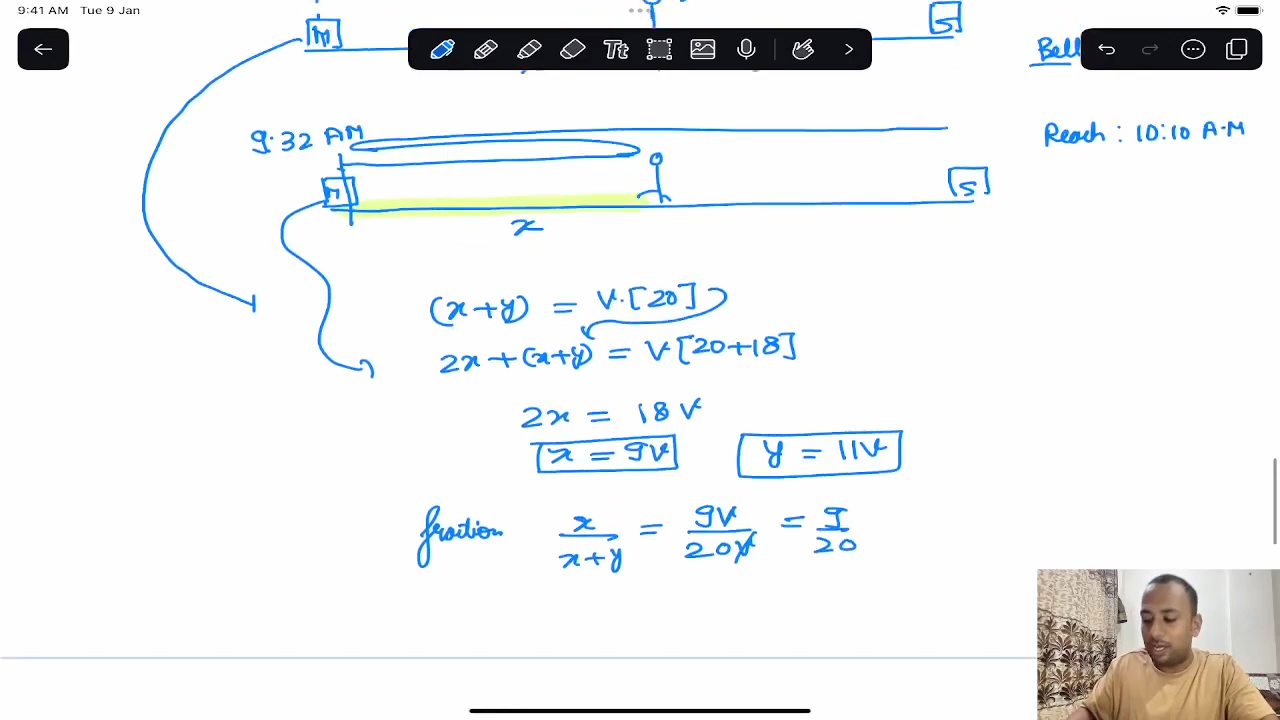 9:41 AM Tue 9 Jan
M
S
Tt
Bell
9:32 AM
Reach : 10:10 A.M
M
S
x
(x+y) = V.[20]
2x+(x+y) = V[20+18]
2x = 18V
x = 9V
y = 11V
fraction x/x+y = 9V/20V = 9/20